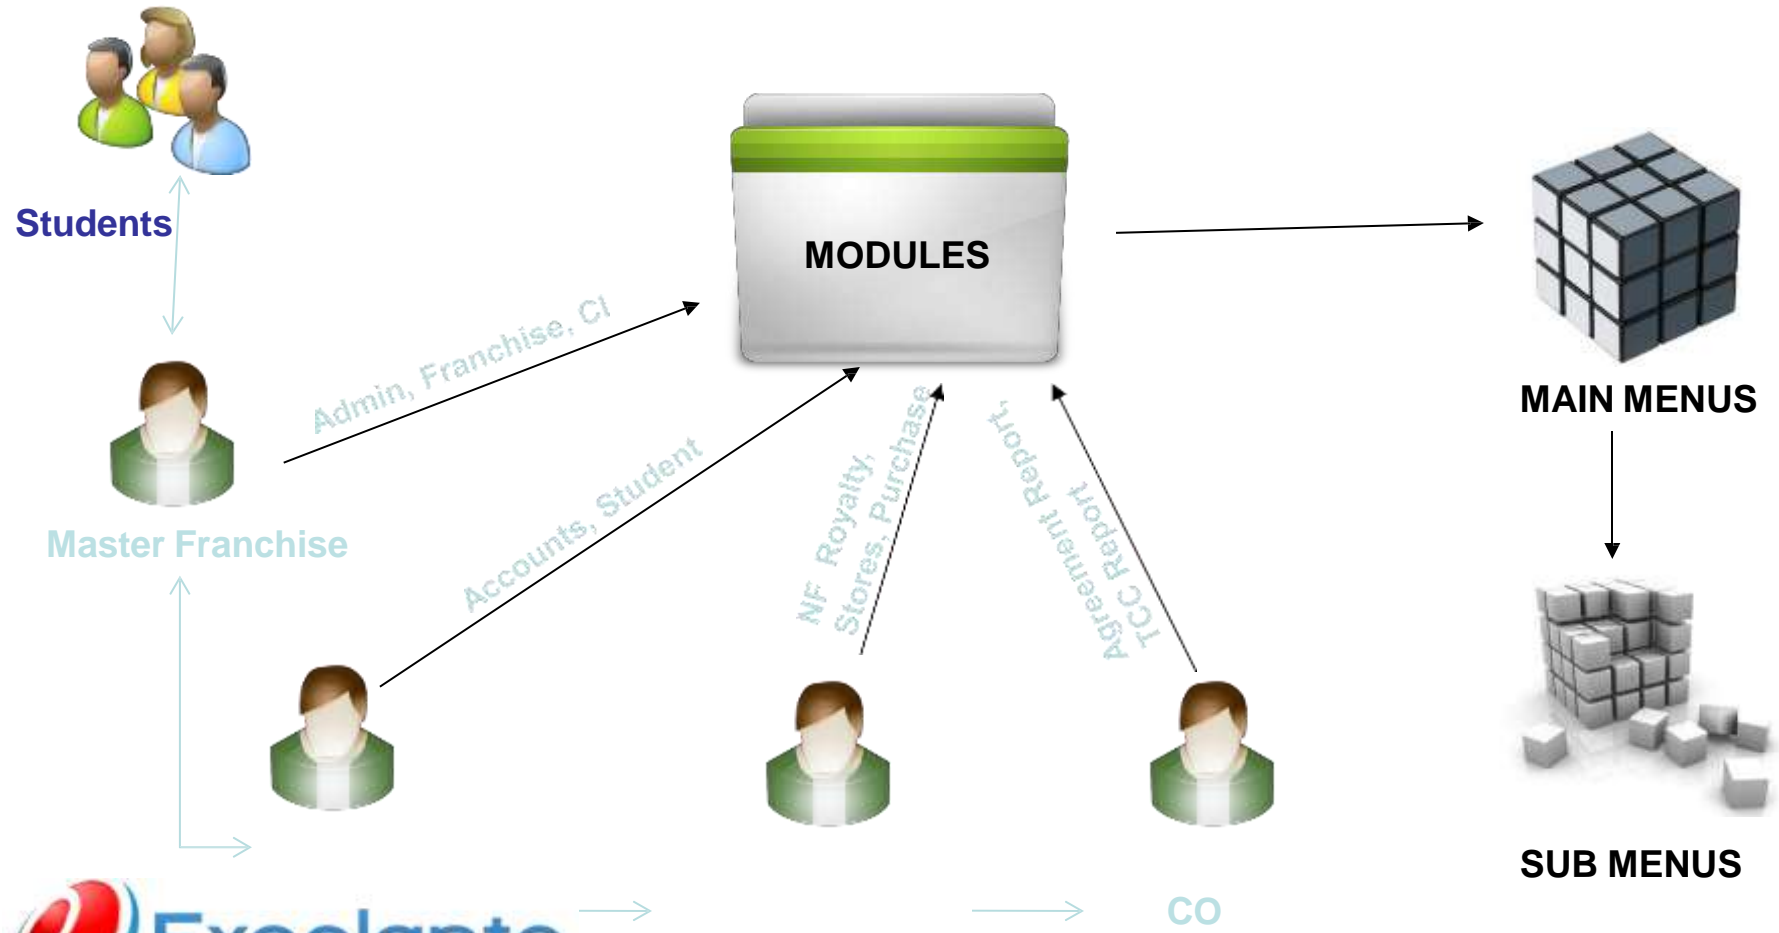 Students
MODULES
Admin, Franchise, CI
MAIN MENUS
Accounts, Student
NF Royalty,
Stores, Purchase
Agreement Report,
TCC Report
Master Franchise
SUB MENUS
CO